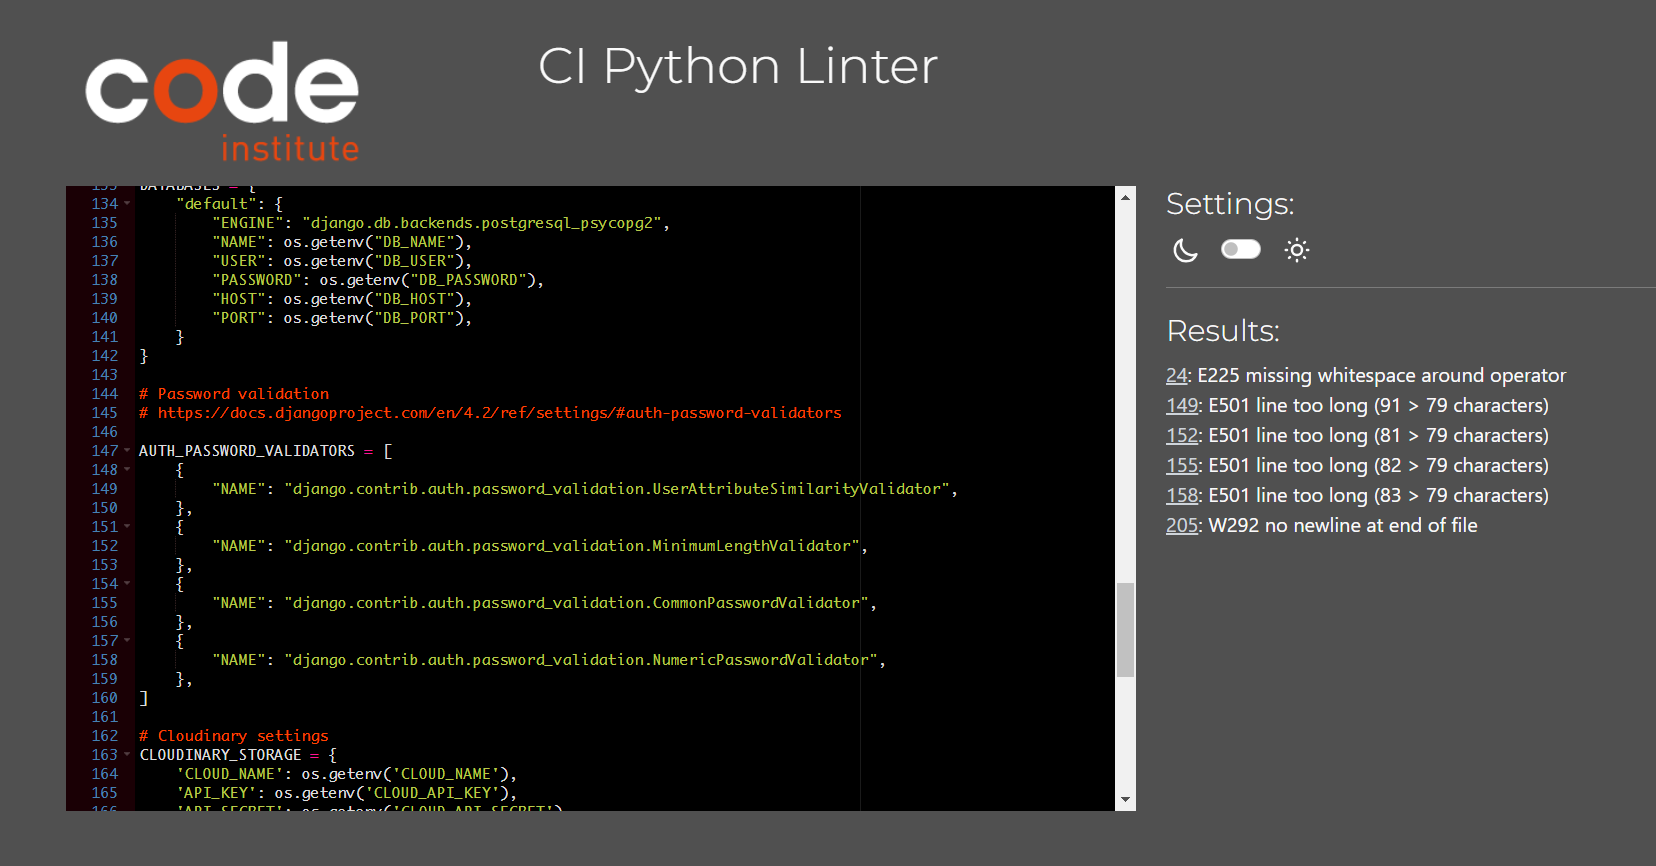 code
institute
CI Python Linter
133 DATABASES = {
134 "default": {
135 "ENGINE": "django.db.backends.postgresql_psycopg2",
136 "NAME": os.getenv("DB_NAME"),
137 "USER": os.getenv("DB_USER"),
138 "PASSWORD": os.getenv("DB_PASSWORD"),
139 "HOST": os.getenv("DB_HOST"),
140 "PORT": os.getenv("DB_PORT"),
141 }
142 }
143
144 # Password validation
145 # https://docs.djangoproject.com/en/4.2/ref/settings/#auth-password-validators
146
147 AUTH_PASSWORD_VALIDATORS = [
148 {
149 "NAME": "django.contrib.auth.password_validation.UserAttributeSimilarityValidator",
150 },
151 {
152 "NAME": "django.contrib.auth.password_validation.MinimumLengthValidator",
153 },
154 {
155 "NAME": "django.contrib.auth.password_validation.CommonPasswordValidator",
156 },
157 {
158 "NAME": "django.contrib.auth.password_validation.NumericPasswordValidator",
159 },
160 ]
161
162 # Cloudinary settings
163 CLOUDINARY_STORAGE = {
164 'CLOUD_NAME': os.getenv('CLOUD_NAME'),
165 'API_KEY': os.getenv('CLOUD_API_KEY'),
166 'API_SECRET': os.getenv('CLOUD_API_SECRET')
Settings:
Results:
24: E225 missing whitespace around operator
149: E501 line too long (91 > 79 characters)
152: E501 line too long (81 > 79 characters)
155: E501 line too long (82 > 79 characters)
158: E501 line too long (83 > 79 characters)
205: W292 no newline at end of file